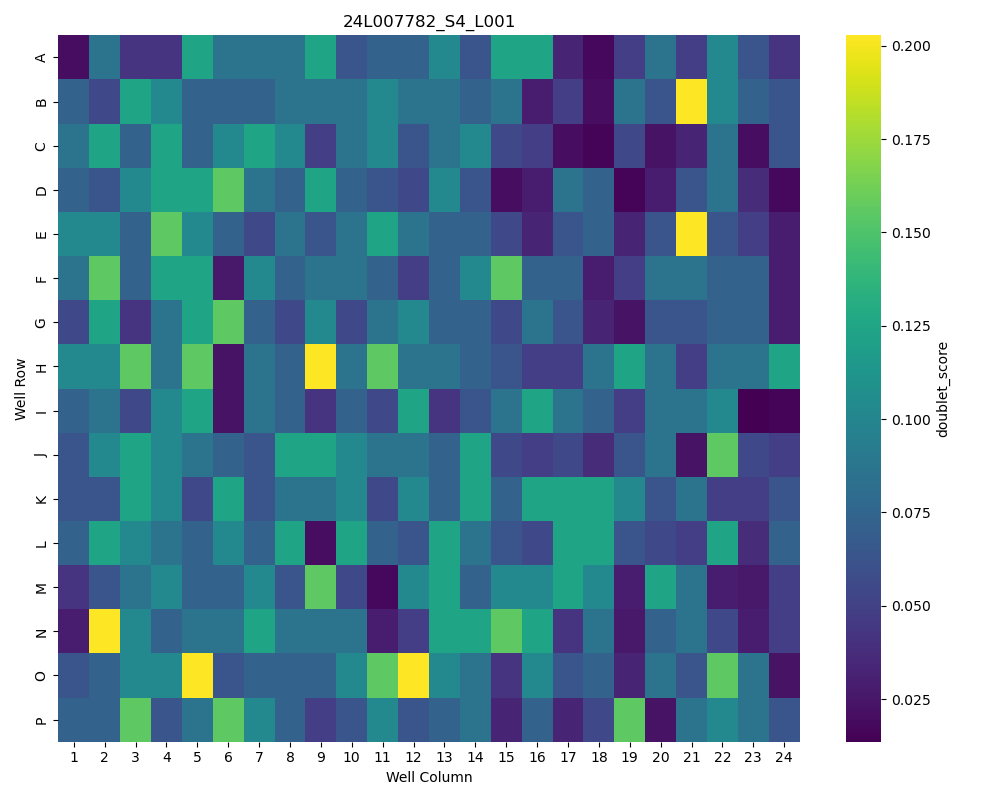 24L007782_S4_L001
Well Row
A
B
C
D
E
F
G
H
I
J
K
L
M
N
O
P
1 2 3 4 5 6 7 8 9 10 11 12 13 14 15 16 17 18 19 20 21 22 23 24
Well Column
0.200
0.175
0.150
0.125
0.100
0.075
0.050
0.025
doublet_score